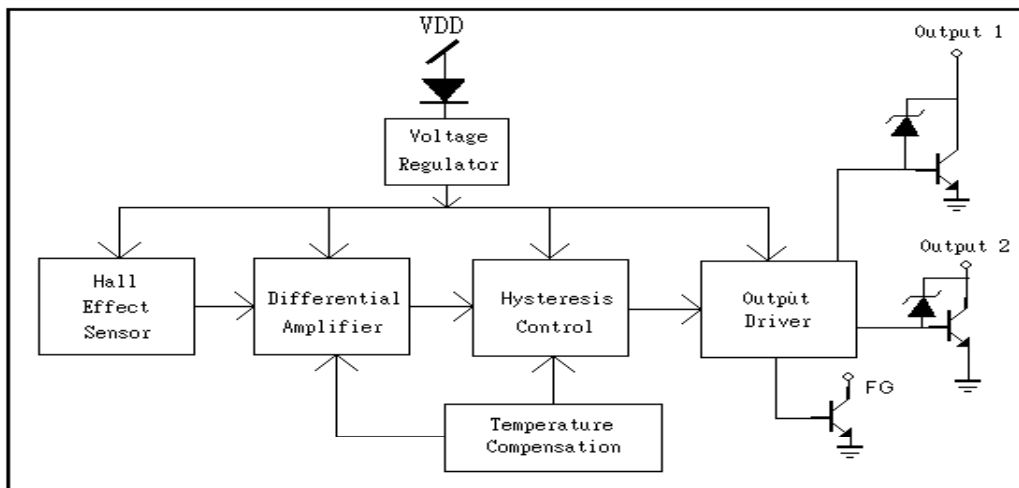 VDD
Output 1
Voltage
Regulator
Output 2
Hall
Effect
Sensor
Differential
Amplifier
Hysteresis
Control
Output
Driver
FG
Temperature
Compensation